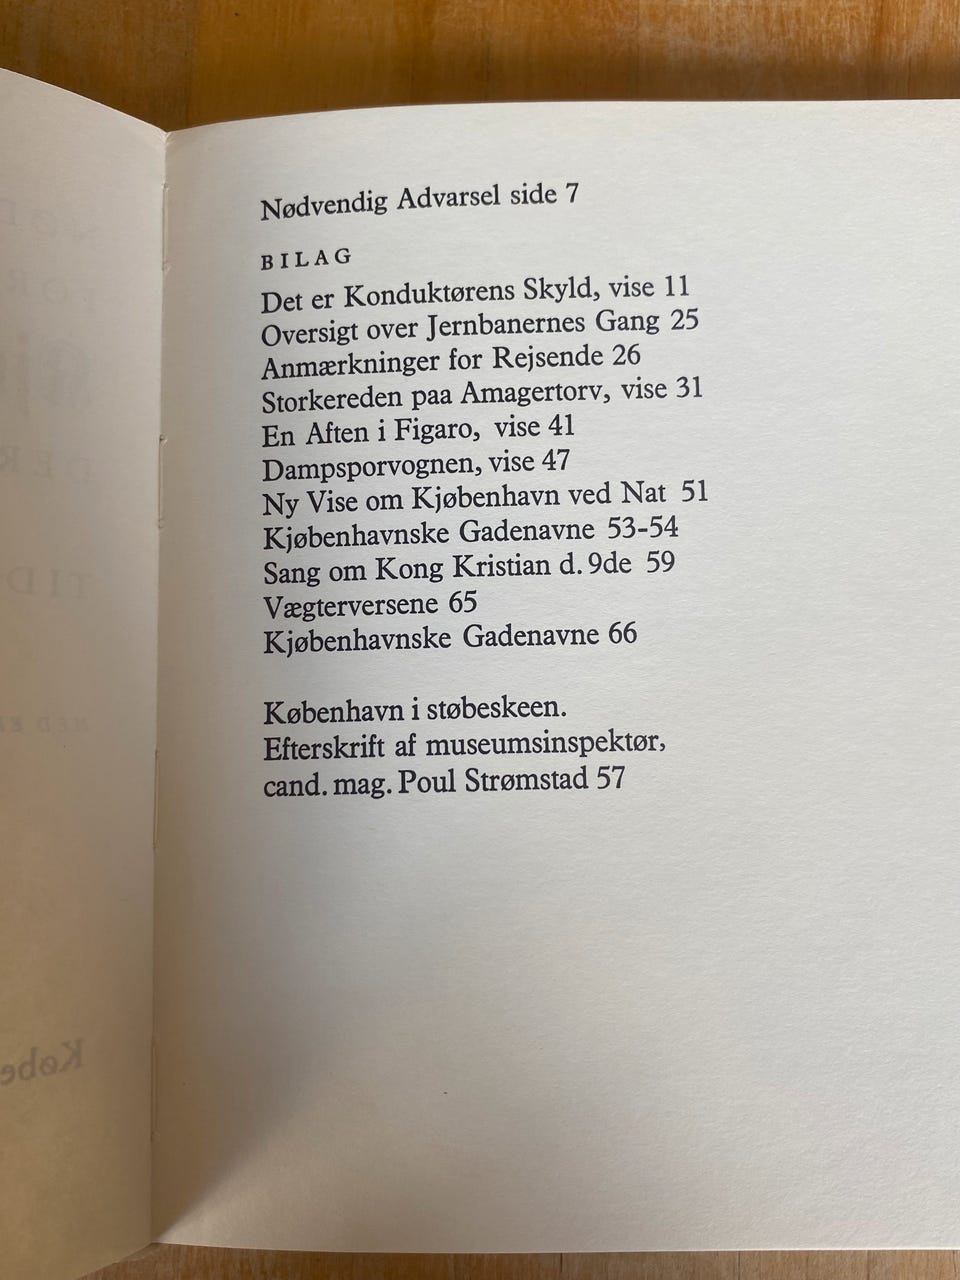 Nødvendig Advarsel side 7
BILAG
Det er Konduktørens Skyld, vise 11
Oversigt over Jernbanernes Gang 25
Anmærkninger for Rejsende 26
Storkereden paa Amagertorv, vise 31
En Aften i Figaro, vise 41
Dampsporvognen, vise 47
Ny Vise om Kjøbenhavn ved Nat 51
Kjøbenhavnske Gadenavne 53-54
Sang om Kong Kristian d. 9de 59
Vægterversene 65
Kjøbenhavnske Gadenavne 66
København i støbeskeen.
Efterskrift af museumsinspektør,
cand. mag. Poul Strømstad 57